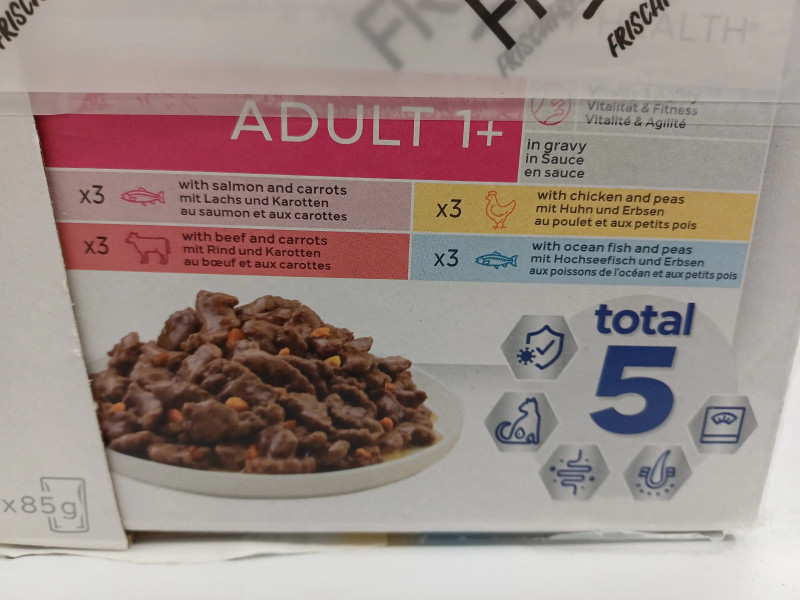 FRISCHE
ALTH
ADULT 1+
Vitalität & Fitness
Vitalité & Agilité
in gravy
in Sauce
en sauce
x3
with salmon and carrots
mit Lachs und Karotten
au saumon et aux carottes
x3
with chicken and peas
mit Huhn und Erbsen
au poulet et aux petits pois
x3
with beef and carrots
mit Rind und Karotten
au bœuf et aux carottes
x3
with ocean fish and peas
mit Hochseefisch und Erbsen
aux poissons de l'océan et aux petits pois
total
5
x85g